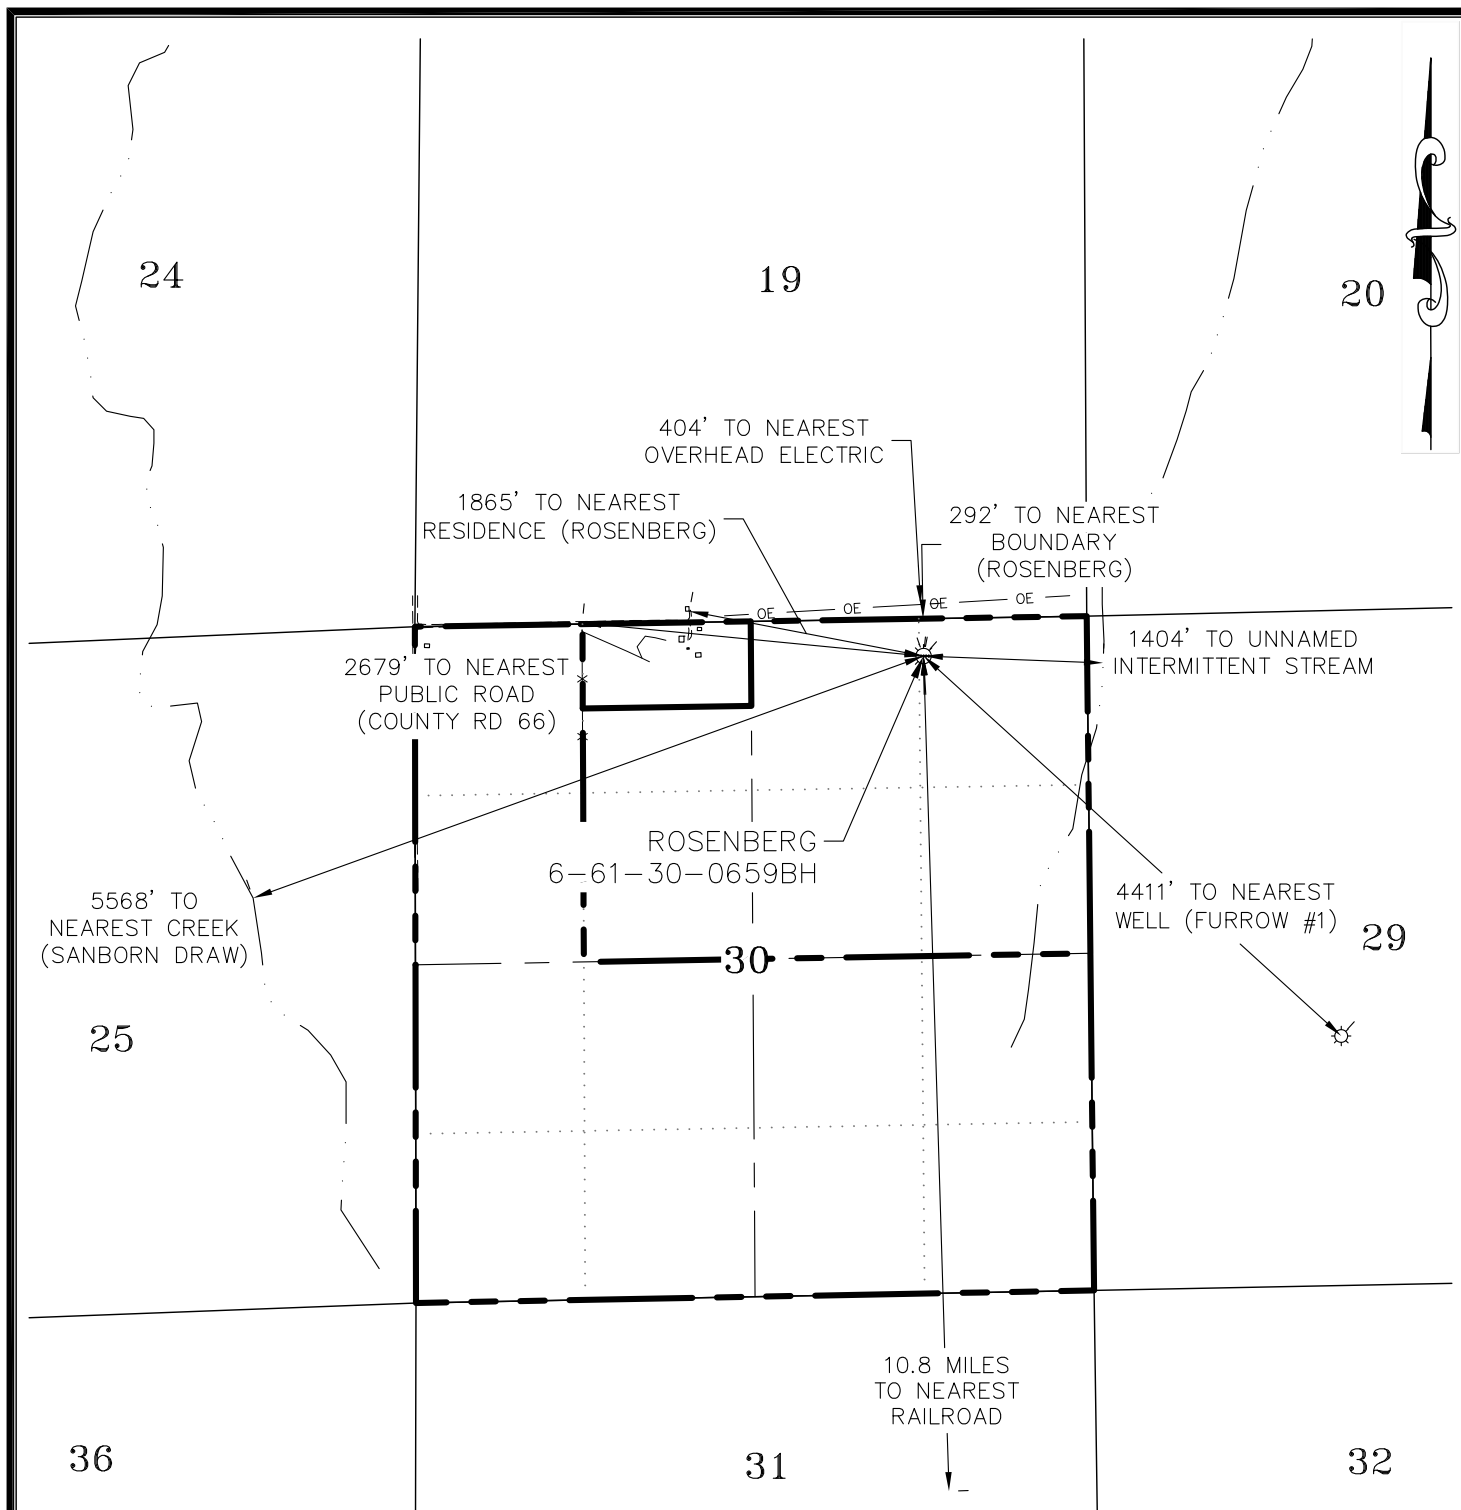 24
19
20
404' TO NEAREST
OVERHEAD ELECTRIC
1865' TO NEAREST
RESIDENCE (ROSENBERG)
292' TO NEAREST
BOUNDARY
(ROSENBERG)
OE
OE
OE
OE
1404' TO UNNAMED
INTERMITTENT STREAM
2679' TO NEAREST
PUBLIC ROAD
(COUNTY RD 66)
ROSENBERG
6-61-30-0659BH
5568' TO
NEAREST CREEK
(SANBORN DRAW)
4411' TO NEAREST
WELL (FURROW #1)
29
30
25
10.8 MILES
TO NEAREST
RAILROAD
36
31
32